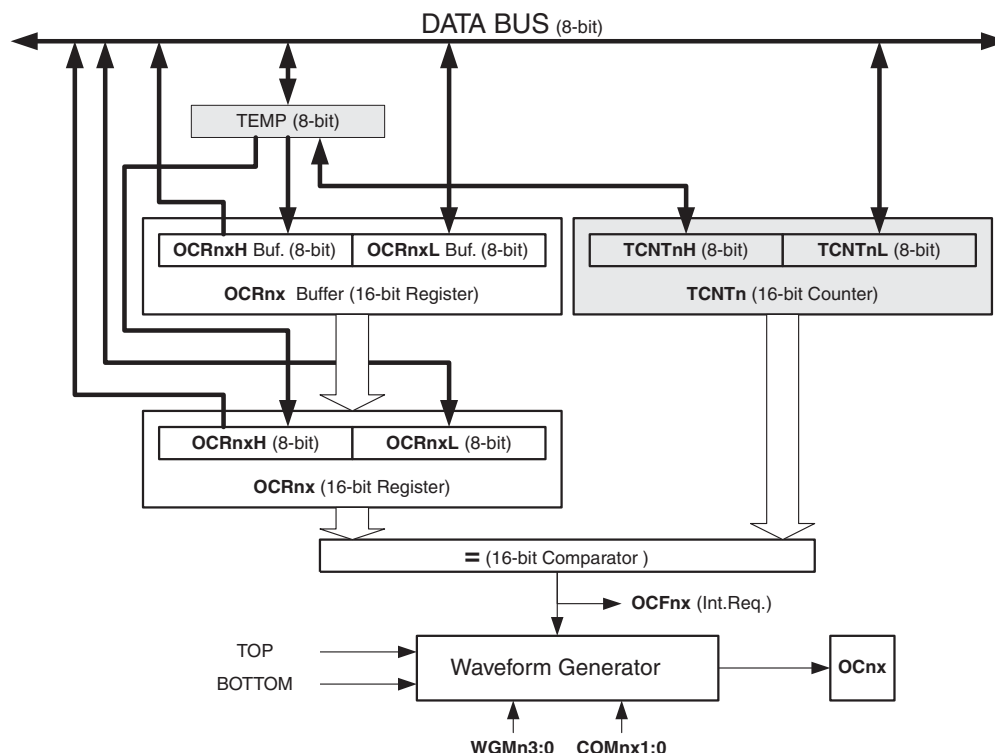 DATA BUS (8-bit)
TEMP (8-bit)
OCRnxH Buf. (8-bit) OCRnxL Buf. (8-bit)
TCNTnH (8-bit) TCNTnL (8-bit)
OCRnx Buffer (16-bit Register)
TCNTn (16-bit Counter)
OCRnxH (8-bit) OCRnxL (8-bit)
OCRnx (16-bit Register)
= (16-bit Comparator )
OCFnx (Int.Req.)
TOP
BOTTOM
Waveform Generator
OCnx
WGMn3:0 COMnx1:0